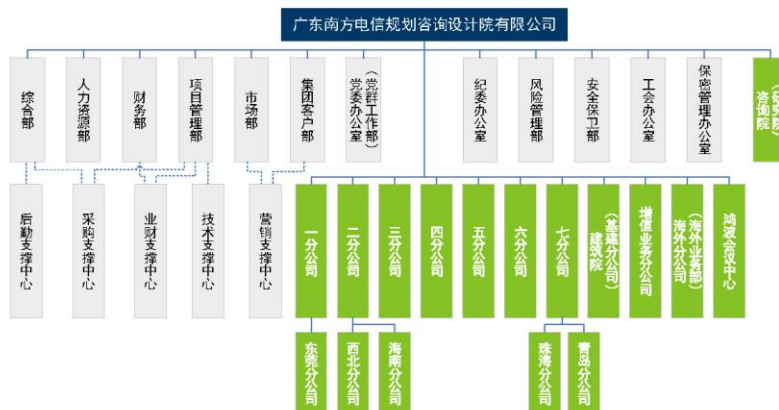 广东南方电信规划咨询设计院有限公司
综合部
人力资源部
财务部
项目管理部
市场部
集团客户部
党委办公室
（党群工作部）
纪委办公室
风险管理部
安全保卫部
工会办公室
保密管理办公室
咨询院
（研究院）
后勤支撑中心
采购支撑中心
业财支撑中心
技术支撑中心
营销支撑中心
一分公司
二分公司
三分公司
四分公司
五分公司
六分公司
七分公司
建筑院
（基建分公司）
增值业务分公司
海外分公司
（海外业务部）
鸿波会议中心
东莞分公司
西北分公司
海南分公司
珠海分公司
青岛分公司